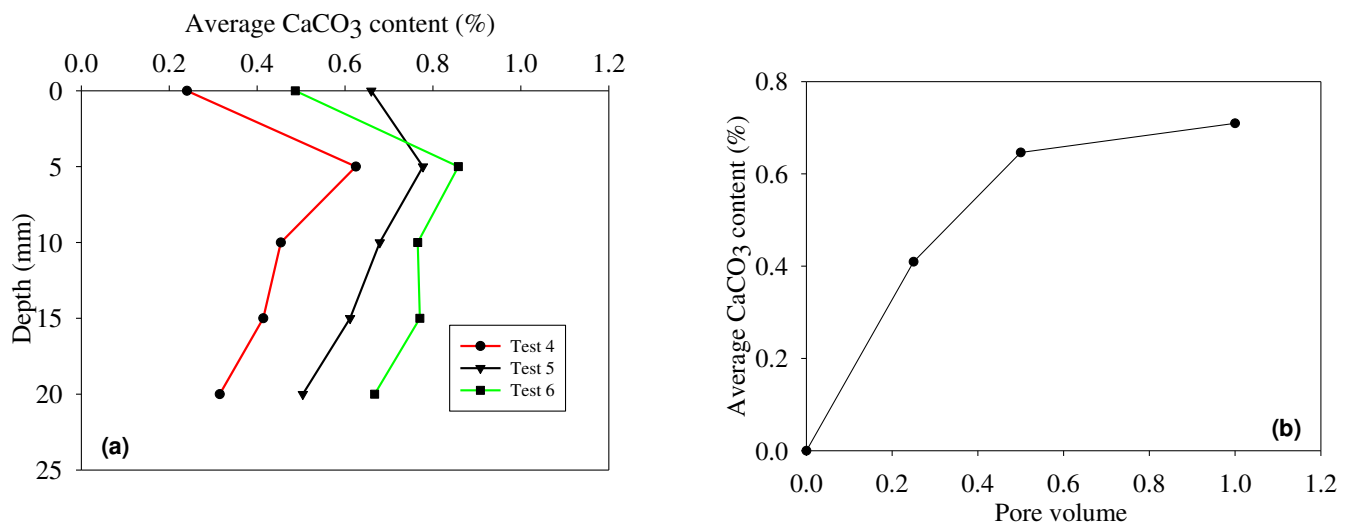 Average CaCO3 content (%)
0.0 0.2 0.4 0.6 0.8 1.0 1.2
0
5
10
15
20
25
Depth (mm)
Test 4
Test 5
Test 6
(a)
0.8
0.6
0.4
0.2
0.0
Average CaCO3 content (%)
(b)
0.0 0.2 0.4 0.6 0.8 1.0 1.2
Pore volume